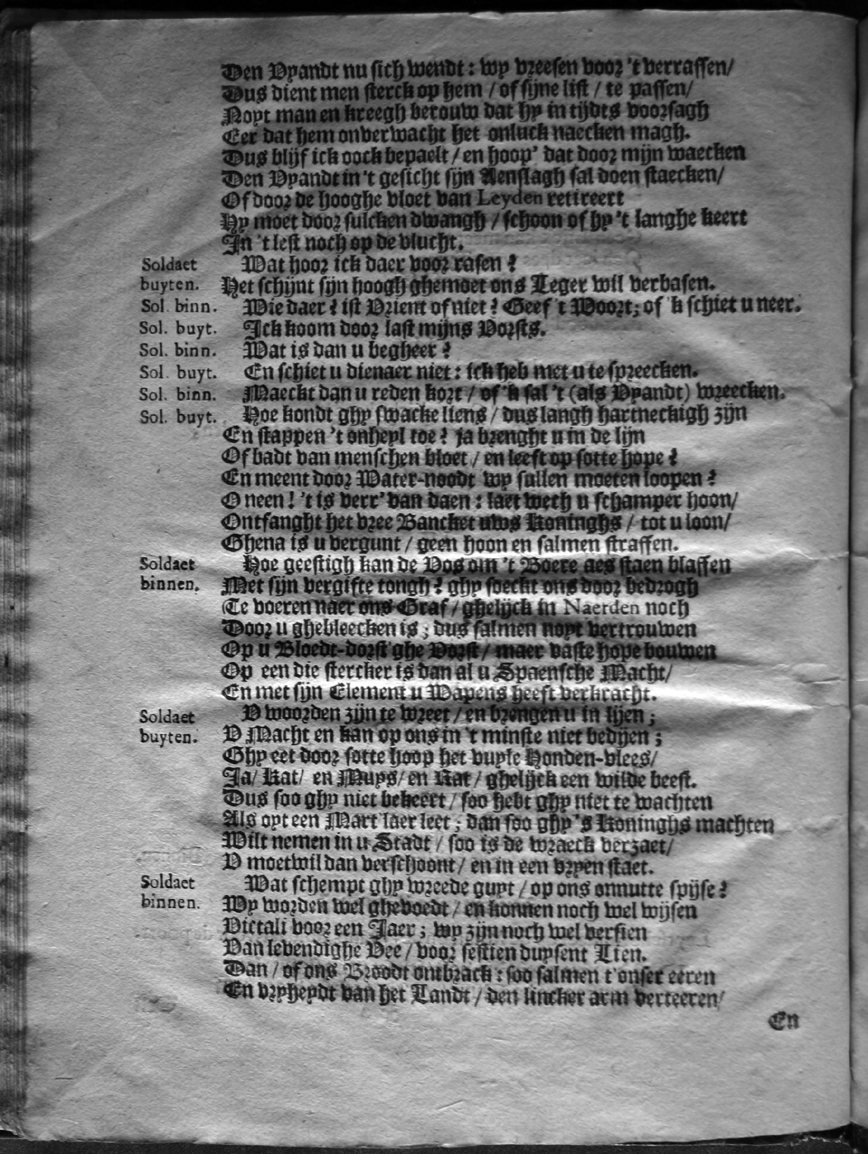 Den Vyandt nu sich wendt: wy vreesen voor 't verrassen/
Dus dient men sterck op hem / of sijne list / te passen/
Noyt man en kreegh berouw dat hy in tijdts voorsagh
Eer dat hem onverwacht het onluck naecken magh.
Dus blijf ick oock bepaelt / en hoop' dat door mijn waecken
Den Vyandt in 't gesicht sijn Aenslagh sal doen staecken/
Of door de hooghe vloet van Leyden retireert
Hy moet door sulcken dwangh / schoon of hy 't langhe keert
In 't lest noch op de vlucht.
Soldaet buyten. Wat hoor ick daer voor rasen?
Het schijnt sijn hoogh ghemoet ons Leger wil verbasen.
Sol. binn. Wie daer? ist Vrient of niet? Geef 't Woort; of 'k schiet u neer.
Sol. buyt. Ick koom door last mijns Vorsts.
Sol. binn. Wat is dan u begheer?
Sol. buyt. En schiet u dienaer niet: ick heb met u te spreecken.
Sol. binn. Maeckt dan u reden kort / of 'k sal 't (als Vyandt) wreecken.
Sol. buyt. Hoe kondt ghy swacke liens / dus langh hartneckigh zijn
En stappen 't onheyl toe? ja brenght u in de lijn
Of badt van menschen bloet / en leeft op sotte hope?
En meent door Water-noodt wy sullen moeten loopen?
O neen! 't is verr' van daen: laet wech u schamper hoon/
Ontfanght het vree Bancket uws Koninghs / tot u loon/
Ghena is u vergunt / geen hoon en salmen straffen.
Soldaet binnen. Hoe geestigh kan de Vos om 't Boere aes staen blaffen
Met sijn vergifte tongh? ghy soeckt ons door bedrogh
Te voeren naer ons Graf / ghelijck in Naerden noch
Door u ghebleecken is; dus salmen noyt vertrouwen
Op u Bloedt-dorst'ghe Vorst / maer vaste hope bouwen
Op een die stercker is dan al u Spaensche Macht/
En met sijn Element u Wapens heeft verkracht.
Soldaet buyten. V woorden zijn te wreet / en brengen u in lijen;
V Macht en kan op ons in 't minste niet bedijen;
Ghy eet door sotte hoop het vuyle Honden-vlees/
Ja/ Kat/ en Muys/ en Rat / ghelijck een wilde beest.
Dus soo ghy niet bekeert / soo hebt ghy niet te wachten
Als oyt een Martlaer leet; dan soo ghy 's Koninghs machten
Wilt nemen in u Stadt / soo is de wraeck verzaet/
V moetwil dan verschoont / en in een vryen staet.
Soldaet binnen. Wat schempt ghy wreede guyt / op ons onnutte spijse?
Wy worden wel ghevoedt / en konnen noch wel wijsen
Victali voor een Jaer; wy zijn noch wel versien
Van levendighe Vee / voor sestien duysent Lien.
Dan / of ons Broodt ontbrack: soo salmen t'onser eeren
En vryheydt van het Landt / den lincker arm verteeren/
En